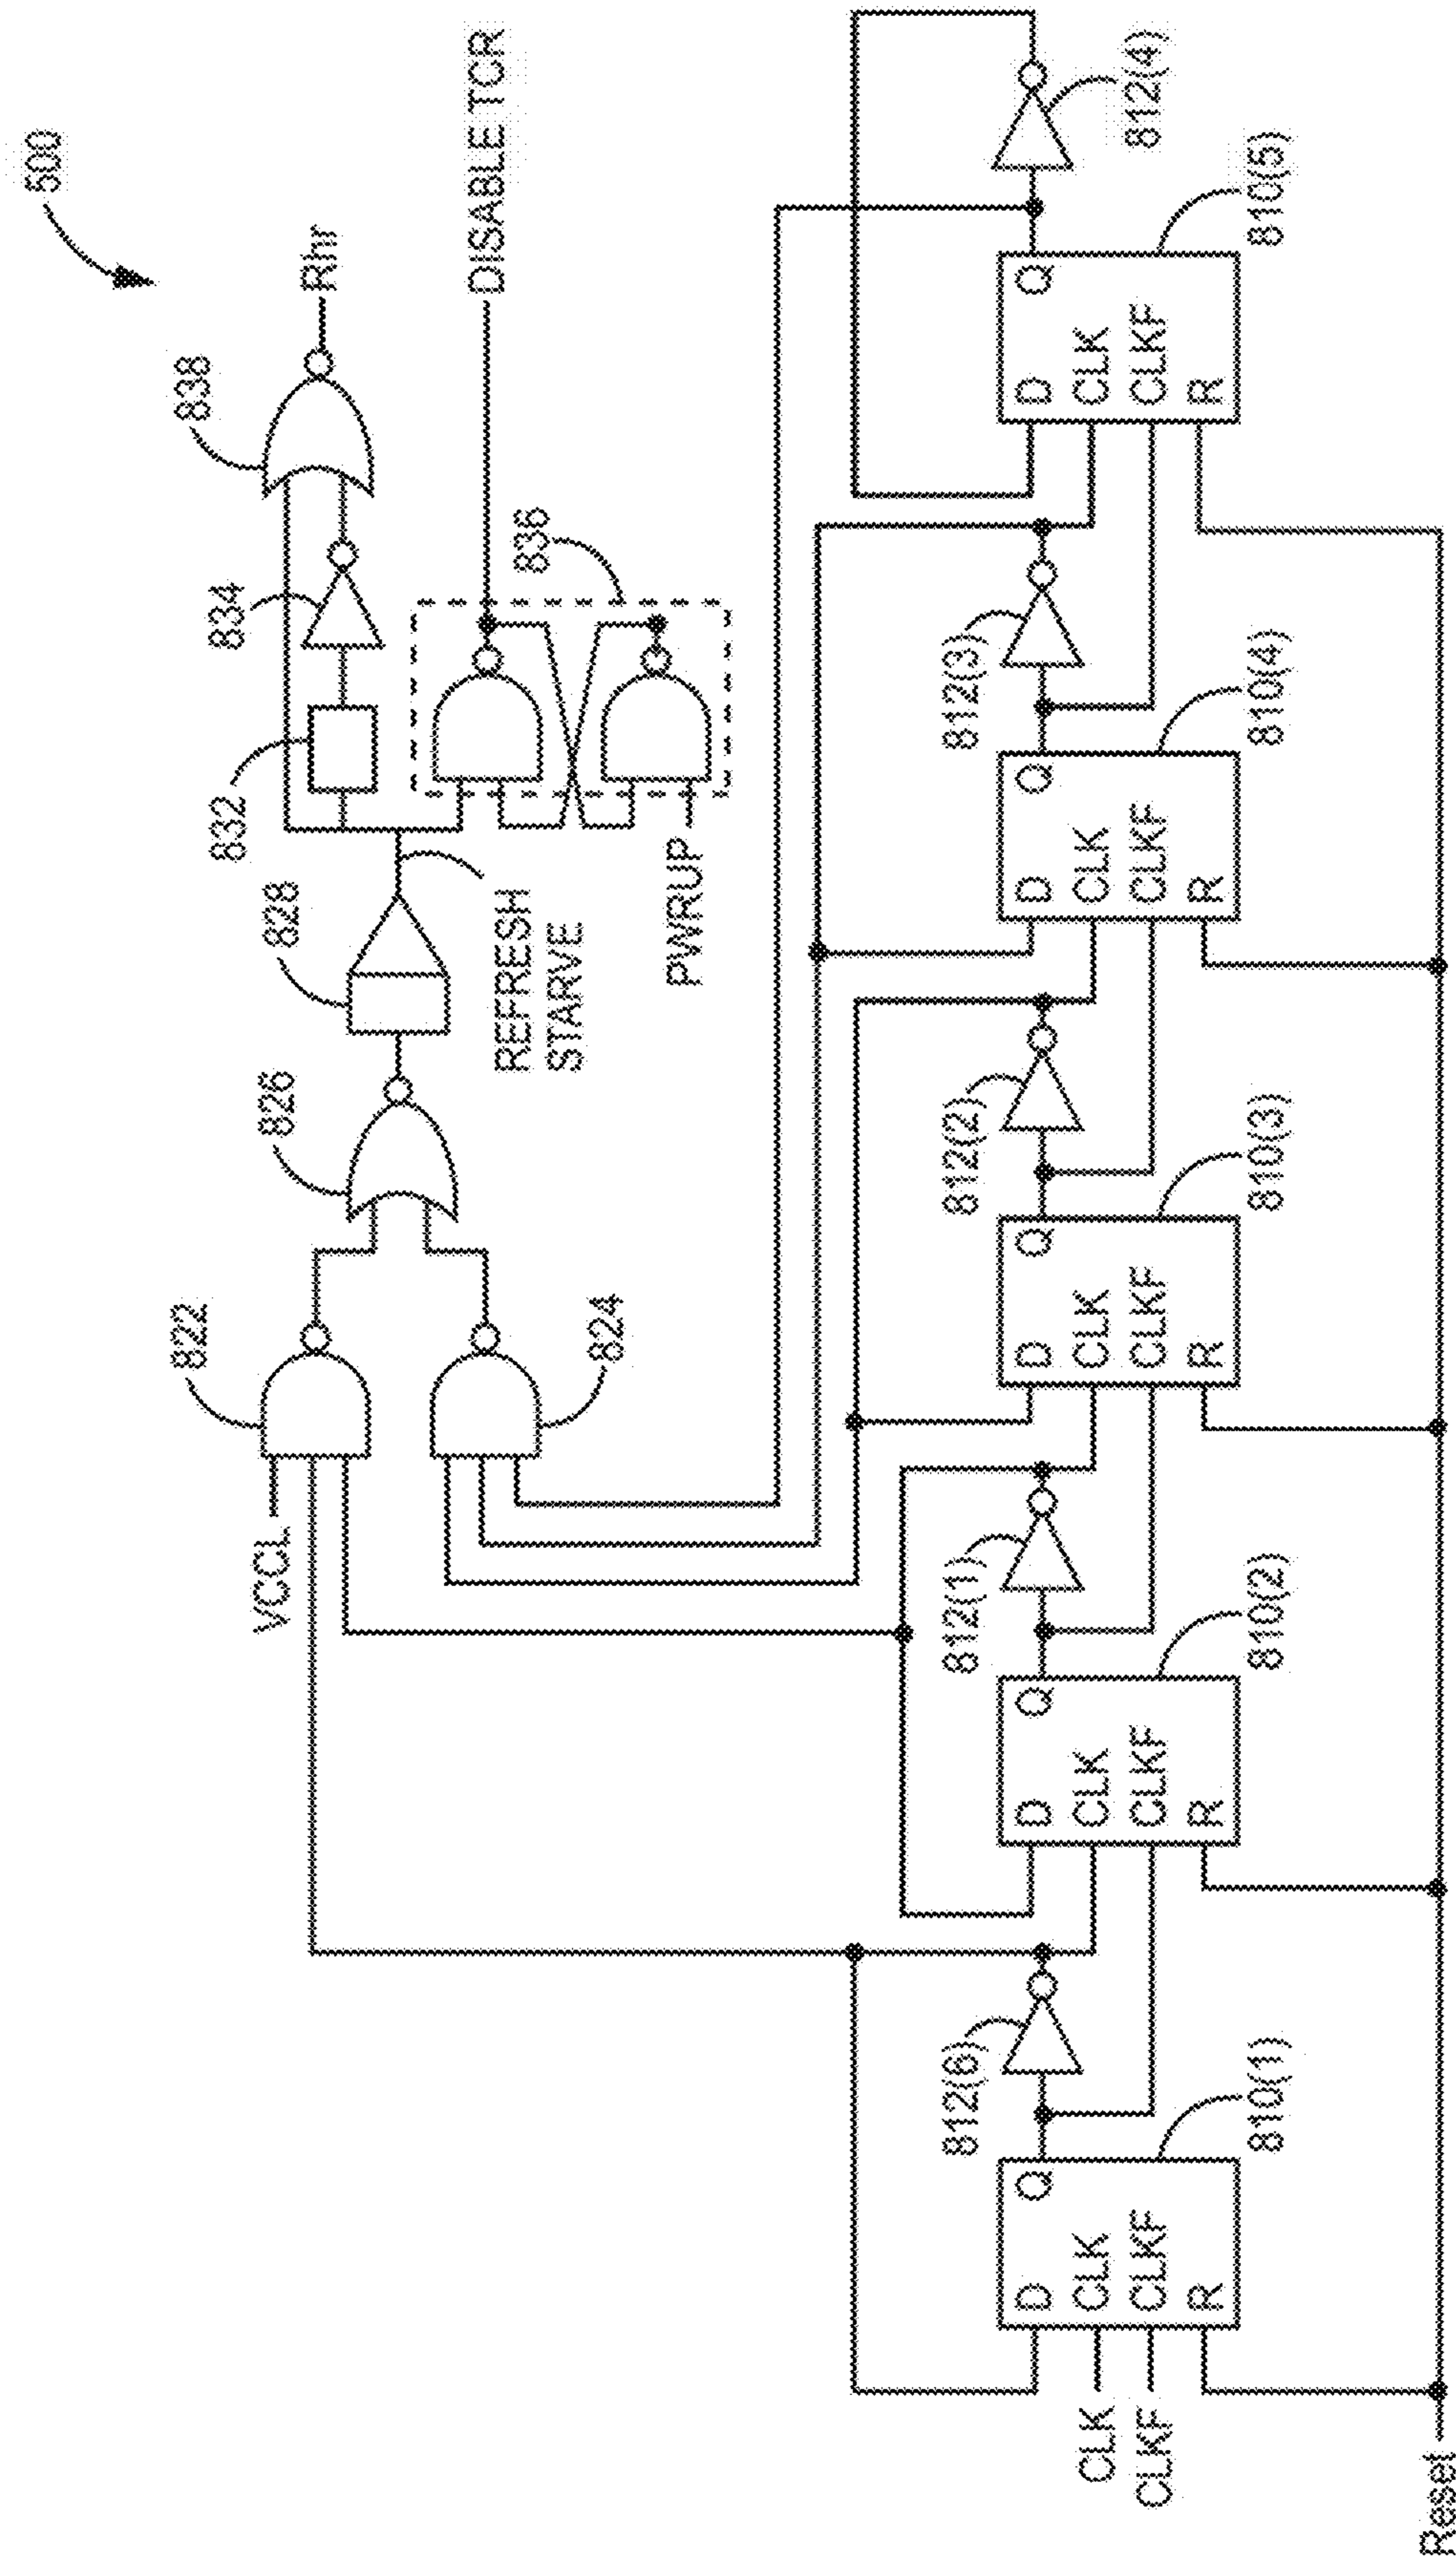 500
Rhr
838
834
832
828
826
822
VCCL
824
REFRESH
STARVE
DISABLE TCR
836
PWRUP
812(6)
812(1)
812(2)
812(3)
812(4)
D
CLK
CLKF
R
Q
810(1)
D
CLK
CLKF
R
Q
810(2)
D
CLK
CLKF
R
Q
810(3)
D
CLK
CLKF
R
Q
810(4)
D
CLK
CLKF
R
Q
810(5)
CLK
CLKF
Reset